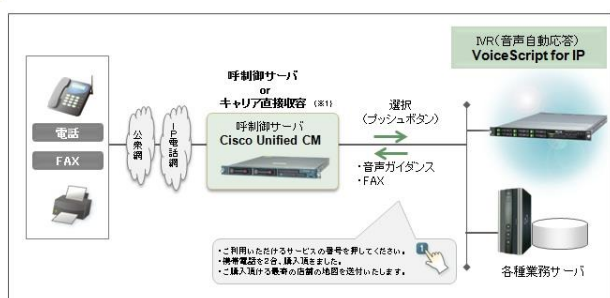 IVR(音声自動応答)
VoiceScript for IP
呼制御サーバ
or
キャリア直接収容 (※1)
選択
(プッシュボタン)
電話
FAX
公衆網
IP電話網
呼制御サーバ
Cisco Unified CM
・音声ガイダンス
・FAX
・ご利用いただけるサービスの番号を押してください。
・携帯電話を2台、購入頂きました。
・ご購入頂ける最寄の店舗の地図を送付いたします。
1
各種業務サーバ